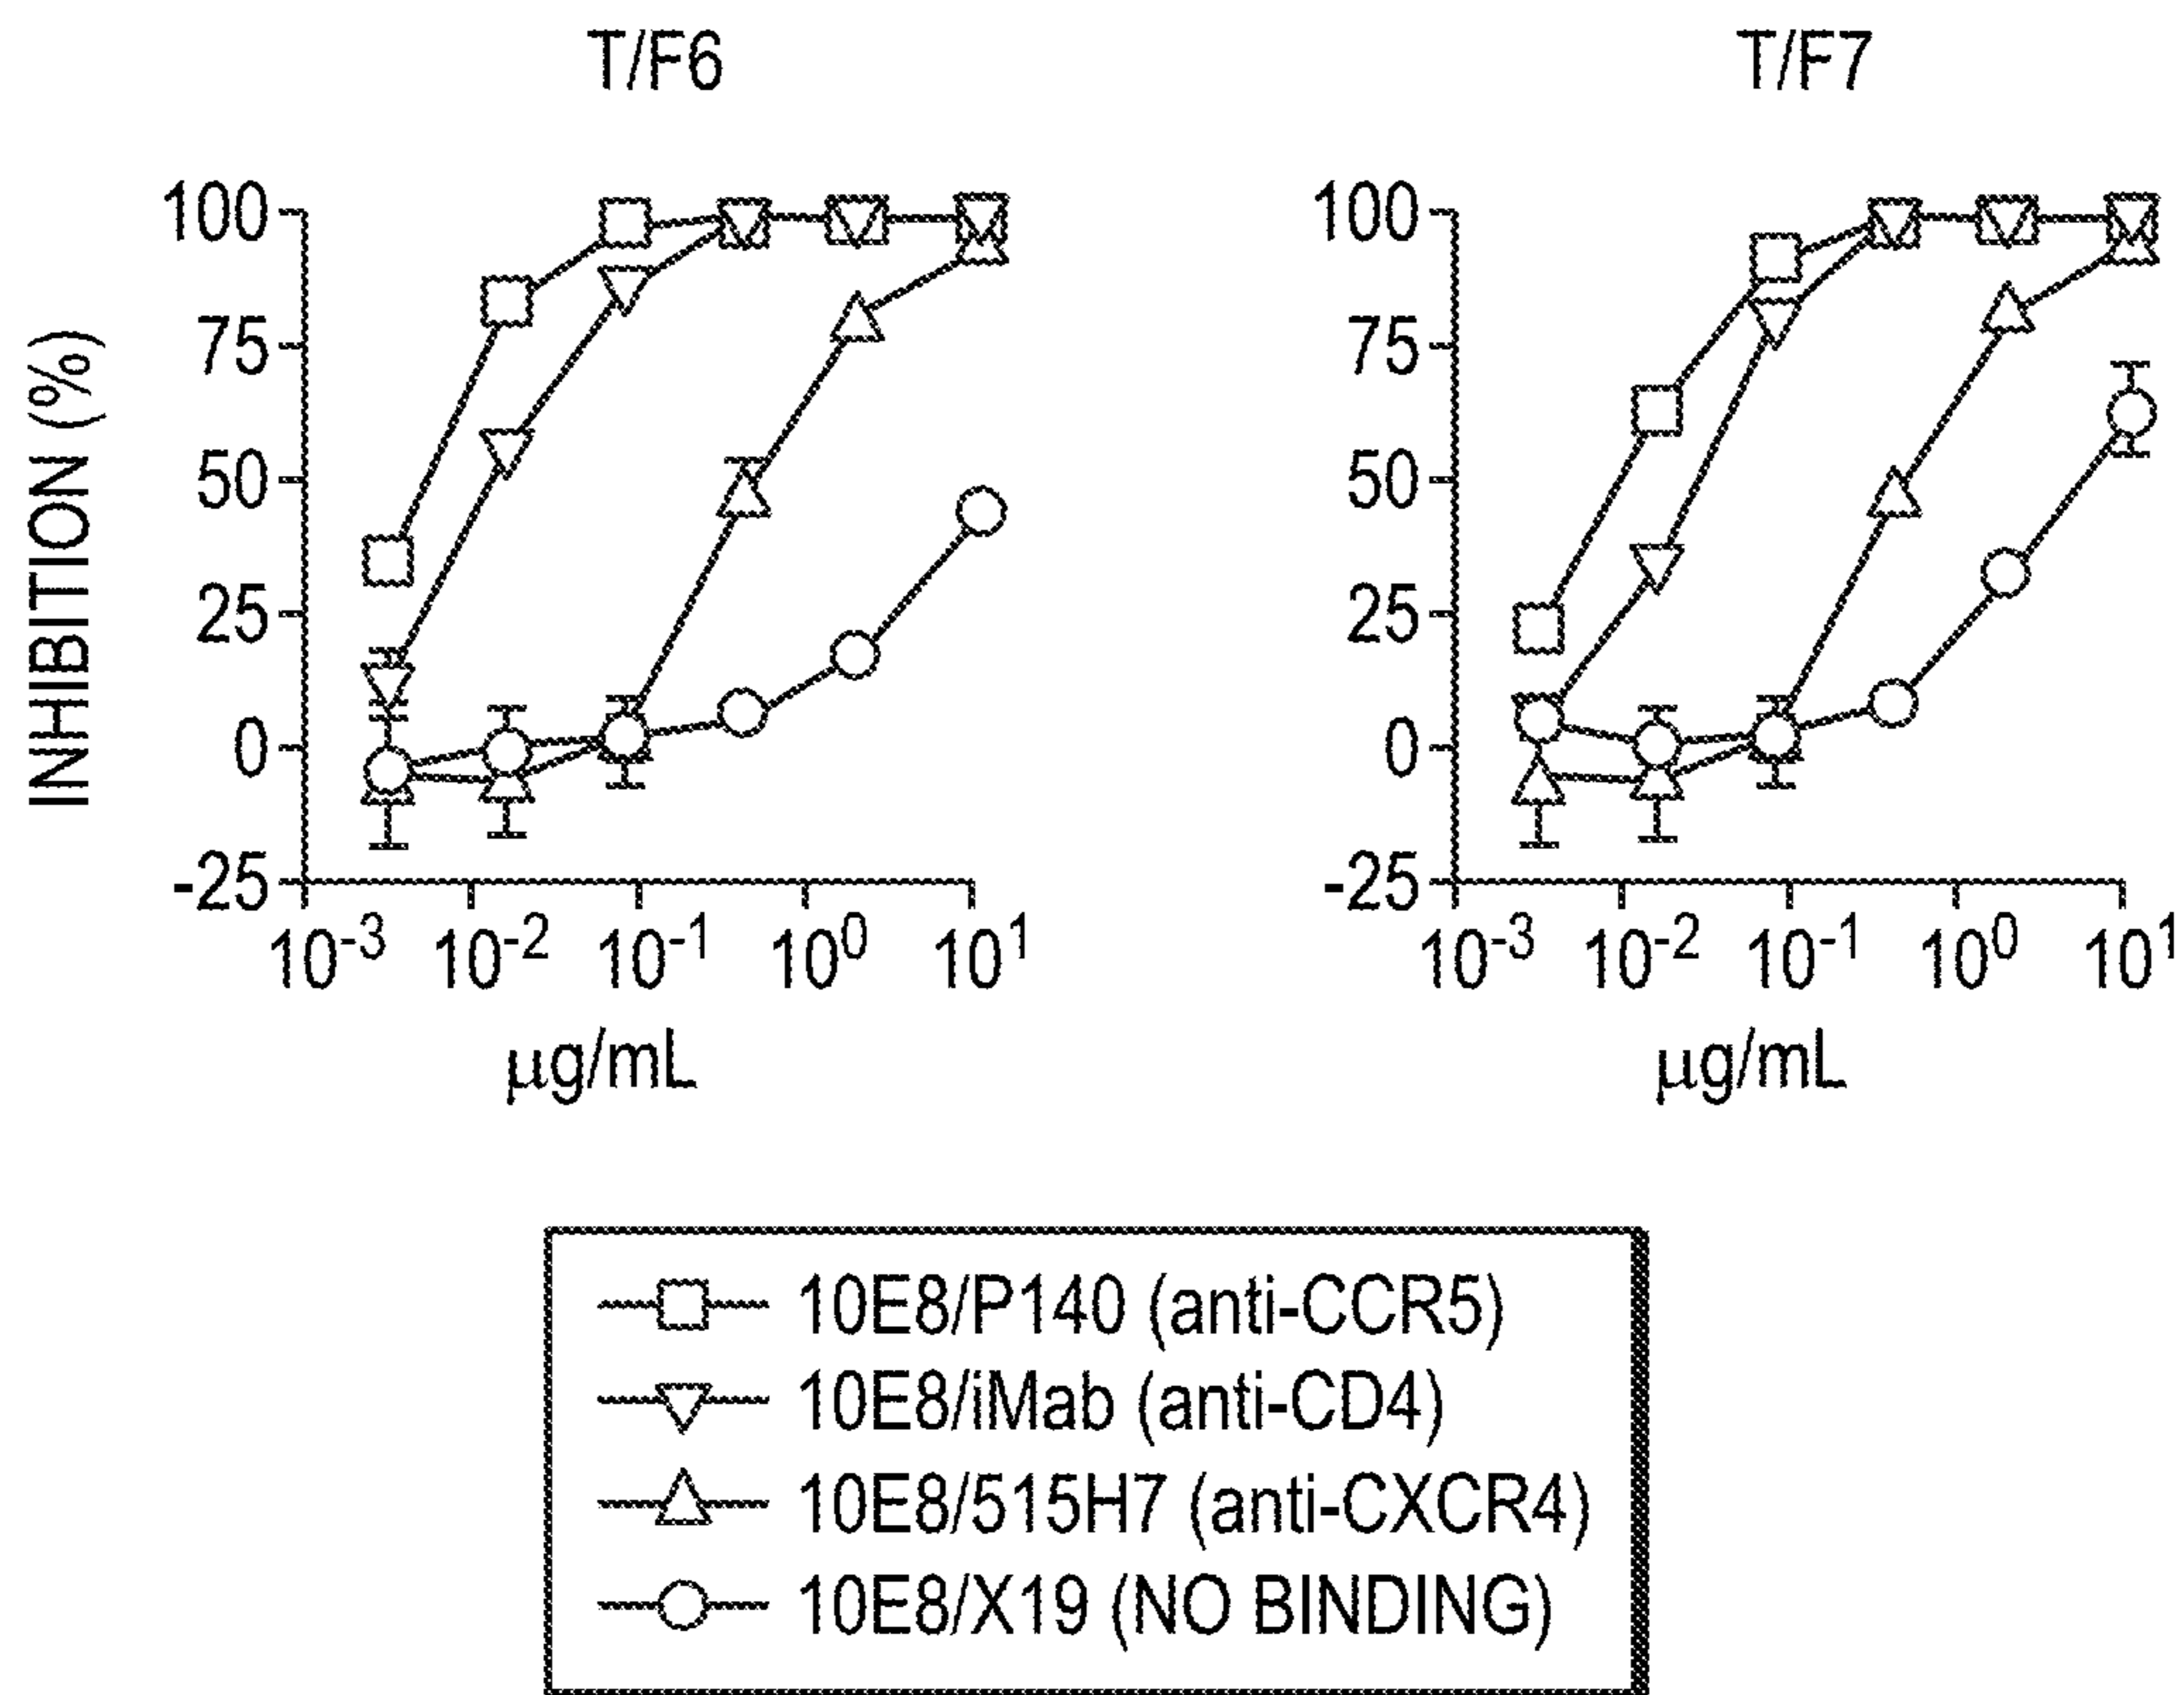 T/F6
T/F7
INHIBITION (%)
100
75
50
25
0
-25
10⁻³ 10⁻² 10⁻¹ 10⁰ 10¹
µg/mL
100
75
50
25
0
-25
10⁻³ 10⁻² 10⁻¹ 10⁰ 10¹
µg/mL
10E8/P140 (anti-CCR5)
10E8/iMab (anti-CD4)
10E8/515H7 (anti-CXCR4)
10E8/X19 (NO BINDING)